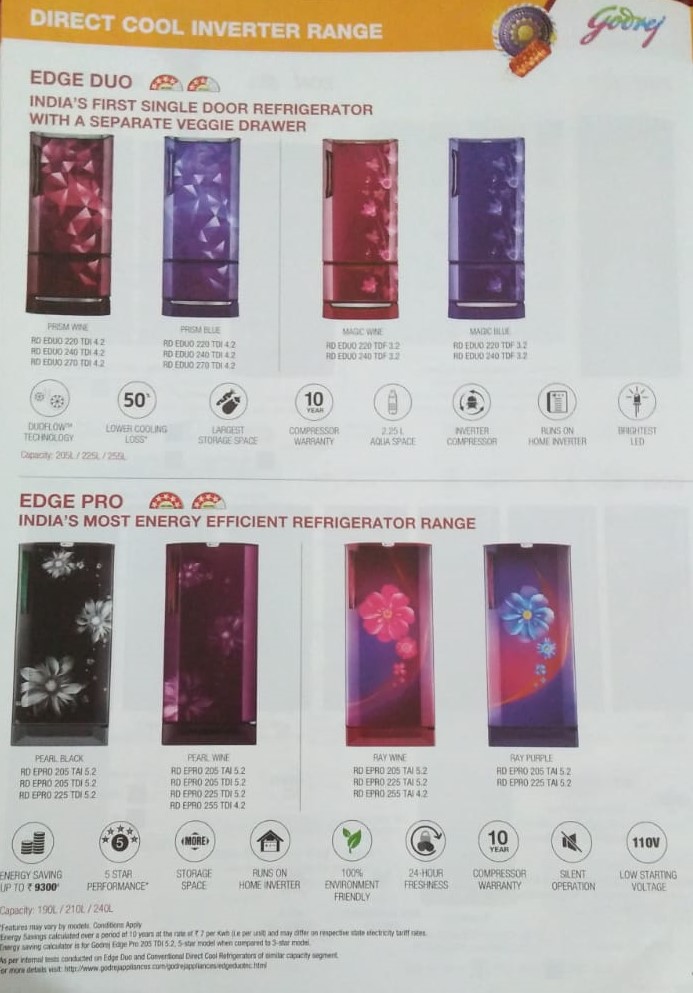 DIRECT COOL INVERTER RANGE
Godrej
EDGE DUO
INDIA'S FIRST SINGLE DOOR REFRIGERATOR
WITH A SEPARATE VEGGIE DRAWER
PRISM WINE
RD EDUO 220 TDI 4.2
RD EDUO 240 TDI 4.2
RD EDUO 270 TDI 4.2
PRISM BLUE
RD EDUO 220 TDI 4.2
RD EDUO 240 TDI 4.2
RD EDUO 270 TDI 4.2
MAGIC WINE
RD EDUO 220 TDF 3.2
RD EDUO 240 TDF 3.2
MAGIC BLUE
RD EDUO 220 TDF 3.2
RD EDUO 240 TDF 3.2
DUOFLOW™
TECHNOLOGY
50%
LOWER COOLING
LOSS*
LARGEST
STORAGE SPACE
10
YEAR
COMPRESSOR
WARRANTY
2.25 L
AQUA SPACE
INVERTER
COMPRESSOR
RUNS ON
HOME INVERTER
BRIGHTEST
LED
Capacity: 205L / 225L / 255L
EDGE PRO
INDIA'S MOST ENERGY EFFICIENT REFRIGERATOR RANGE
PEARL BLACK
RD EPRO 205 TAI 5.2
RD EPRO 205 TDI 5.2
RD EPRO 225 TDI 5.2
PEARL WINE
RD EPRO 205 TAI 5.2
RD EPRO 205 TDI 5.2
RD EPRO 225 TDI 5.2
RD EPRO 255 TDI 4.2
RAY WINE
RD EPRO 205 TAI 5.2
RD EPRO 225 TAI 5.2
RD EPRO 255 TAI 4.2
RAY PURPLE
RD EPRO 205 TAI 5.2
RD EPRO 225 TAI 5.2
ENERGY SAVING
UP TO ₹ 9300#
5
5 STAR
PERFORMANCE*
MORE
STORAGE
SPACE
RUNS ON
HOME INVERTER
100%
ENVIRONMENT
FRIENDLY
24-HOUR
FRESHNESS
10
YEAR
COMPRESSOR
WARRANTY
SILENT
OPERATION
110V
LOW STARTING
VOLTAGE
Capacity: 190L / 210L / 240L
*Features may vary by models. Conditions Apply
Energy Savings calculated over a period of 10 years at the rate of ₹ 7 per Kwh (i.e per unit) and may differ on respective state electricity tariff rates.
Energy saving calculator is for Godrej Edge Pro 205 TDI 5.2, 5-star model when compared to 3-star model.
As per internal tests conducted on Edge Duo and Conventional Direct Cool Refrigerators of similar capacity segment.
For more details visit: http://www.godrejappliances.com/godrejappliances/edgeduotnc.html